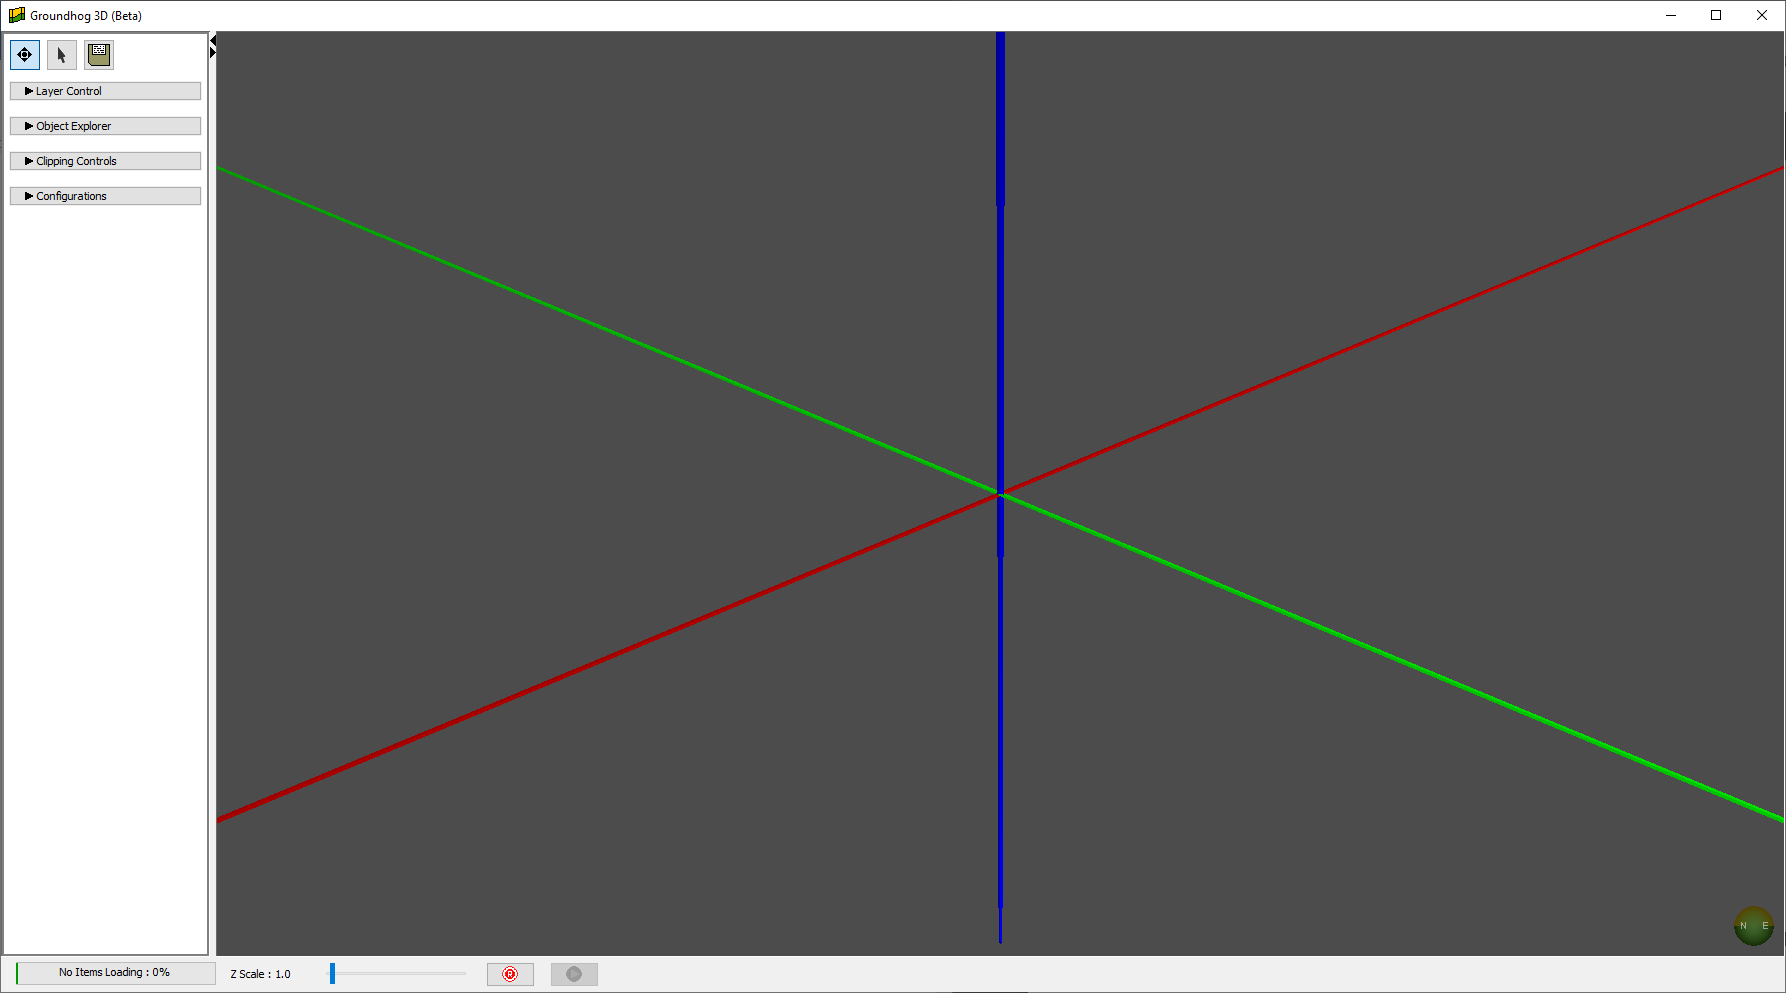 Groundhog 3D (Beta)
Layer Control
Object Explorer
Clipping Controls
Configurations
N E
No Items Loading : 0%
Z Scale : 1.0
R